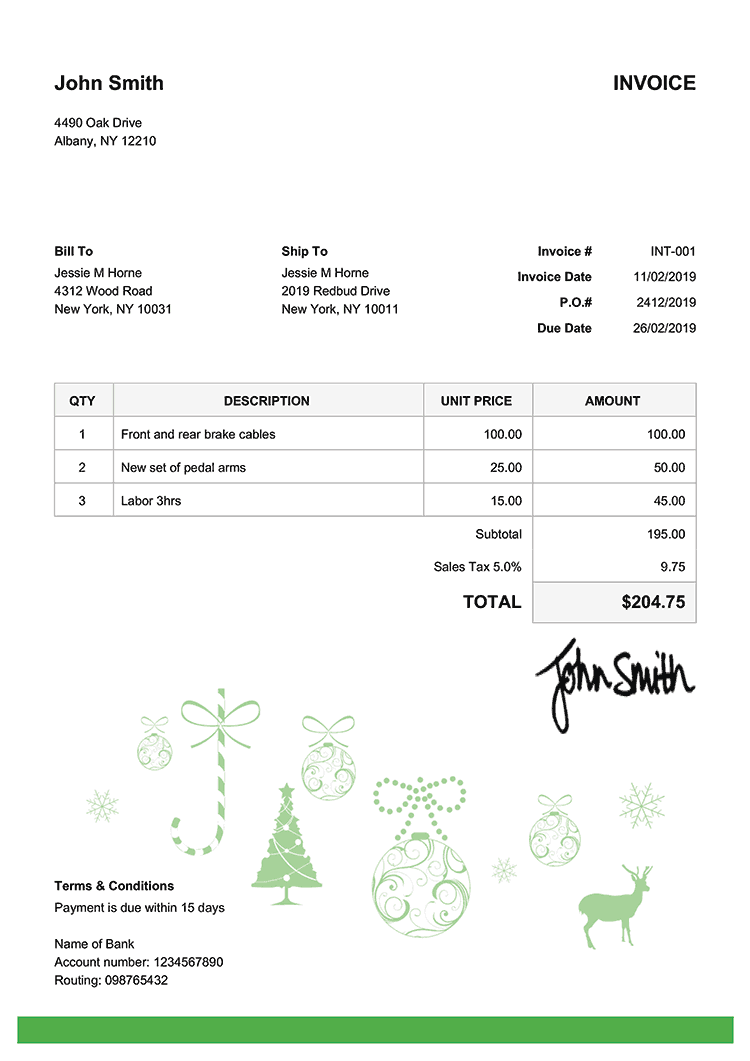 John Smith
INVOICE
4490 Oak Drive
Albany, NY 12210
Bill To
Jessie M Horne
4312 Wood Road
New York, NY 10031
Ship To
Jessie M Horne
2019 Redbud Drive
New York, NY 10011
Invoice # INT-001
Invoice Date 11/02/2019
P.O.# 2412/2019
Due Date 26/02/2019
QTY DESCRIPTION UNIT PRICE AMOUNT
1 Front and rear brake cables 100.00 100.00
2 New set of pedal arms 25.00 50.00
3 Labor 3hrs 15.00 45.00
Subtotal 195.00
Sales Tax 5.0% 9.75
TOTAL $204.75
John Smith
Terms & Conditions
Payment is due within 15 days
Name of Bank
Account number: 1234567890
Routing: 098765432